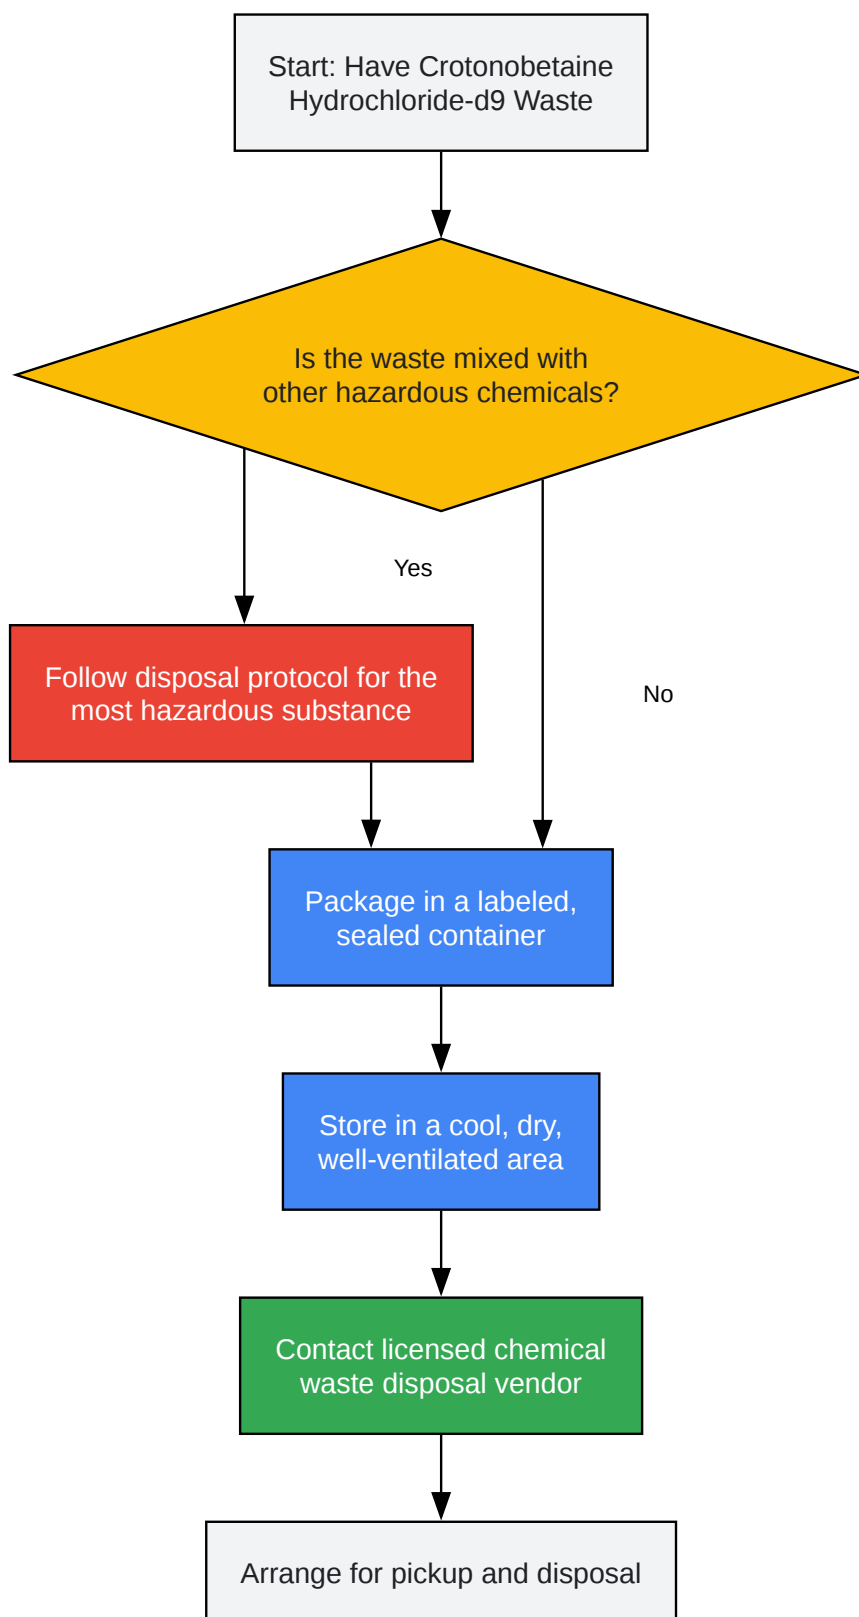 Start: Have Crotonobetaine
Hydrochloride-d9 Waste
Is the waste mixed with
other hazardous chemicals?
Yes
Follow disposal protocol for the
most hazardous substance
No
Package in a labeled,
sealed container
Store in a cool, dry,
well-ventilated area
Contact licensed chemical
waste disposal vendor
Arrange for pickup and disposal